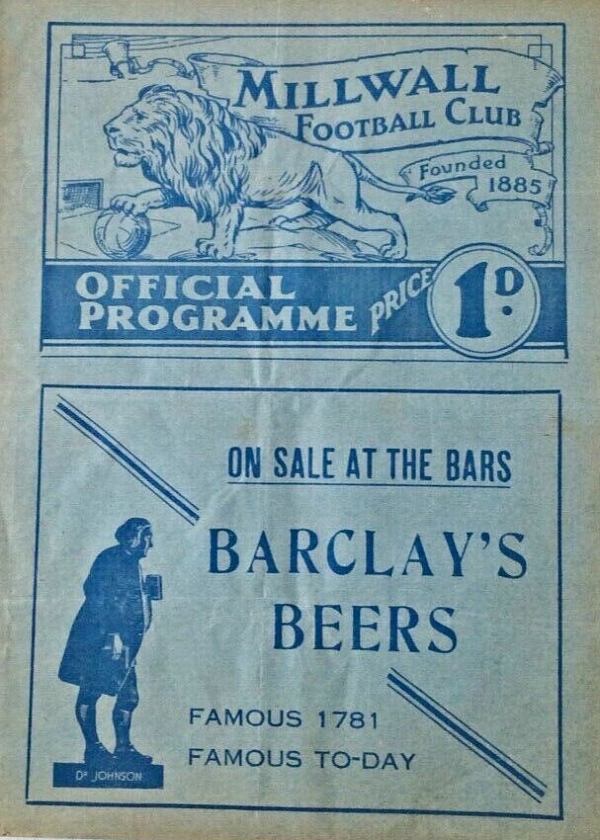 MILLWALL
FOOTBALL CLUB
Founded
1885
OFFICIAL
PROGRAMME PRICE 1D.
ON SALE AT THE BARS
BARCLAY'S
BEERS
FAMOUS 1781
FAMOUS TO-DAY
DR JOHNSON